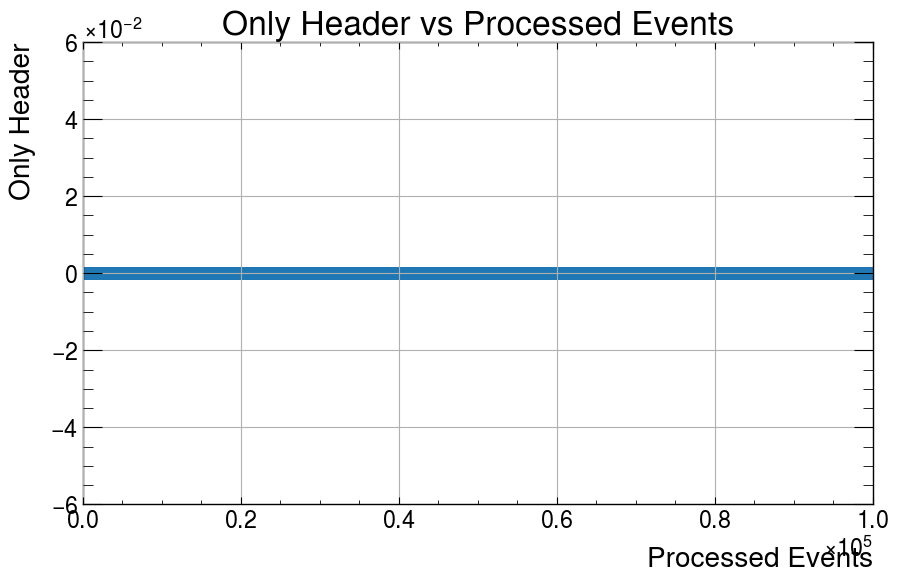 Only Header vs Processed Events
×10⁻²
Only Header
6
4
2
0
−2
−4
−6
0.0 0.2 0.4 0.6 0.8 1.0
×10⁵
Processed Events